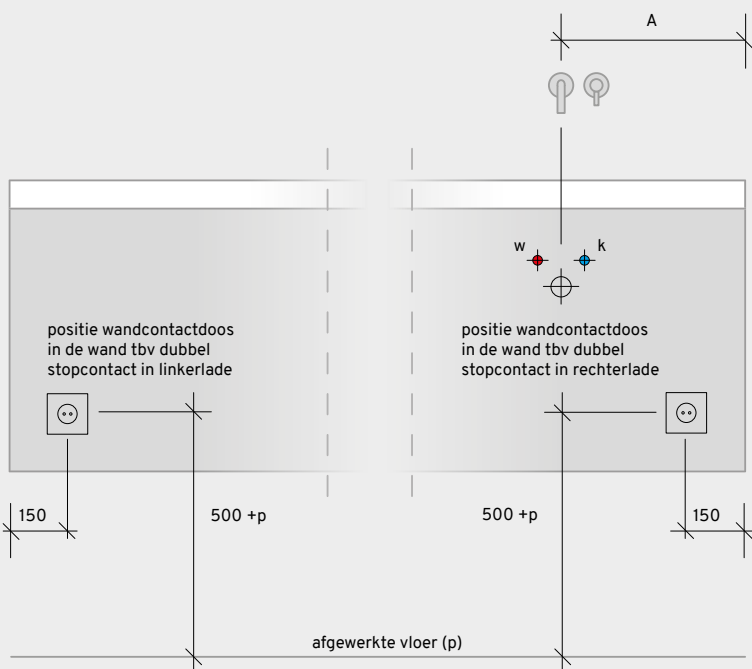 A
w
k
positie wandcontactdoos
in de wand tbv dubbel
stopcontact in linkerlade
positie wandcontactdoos
in de wand tbv dubbel
stopcontact in rechterlade
150
500 +p
500 +p
150
afgewerkte vloer (p)